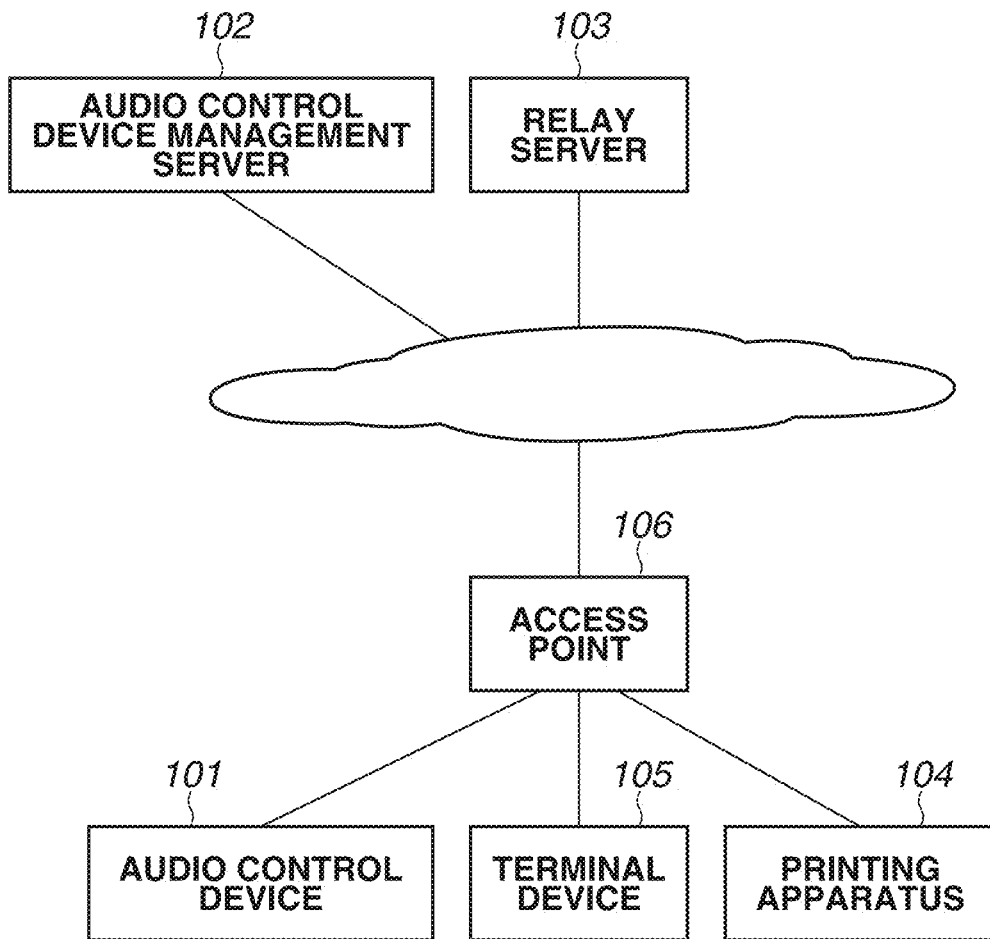 102
103
AUDIO CONTROL
DEVICE MANAGEMENT
SERVER
RELAY
SERVER
106
ACCESS
POINT
101
105
104
AUDIO CONTROL
DEVICE
TERMINAL
DEVICE
PRINTING
APPARATUS